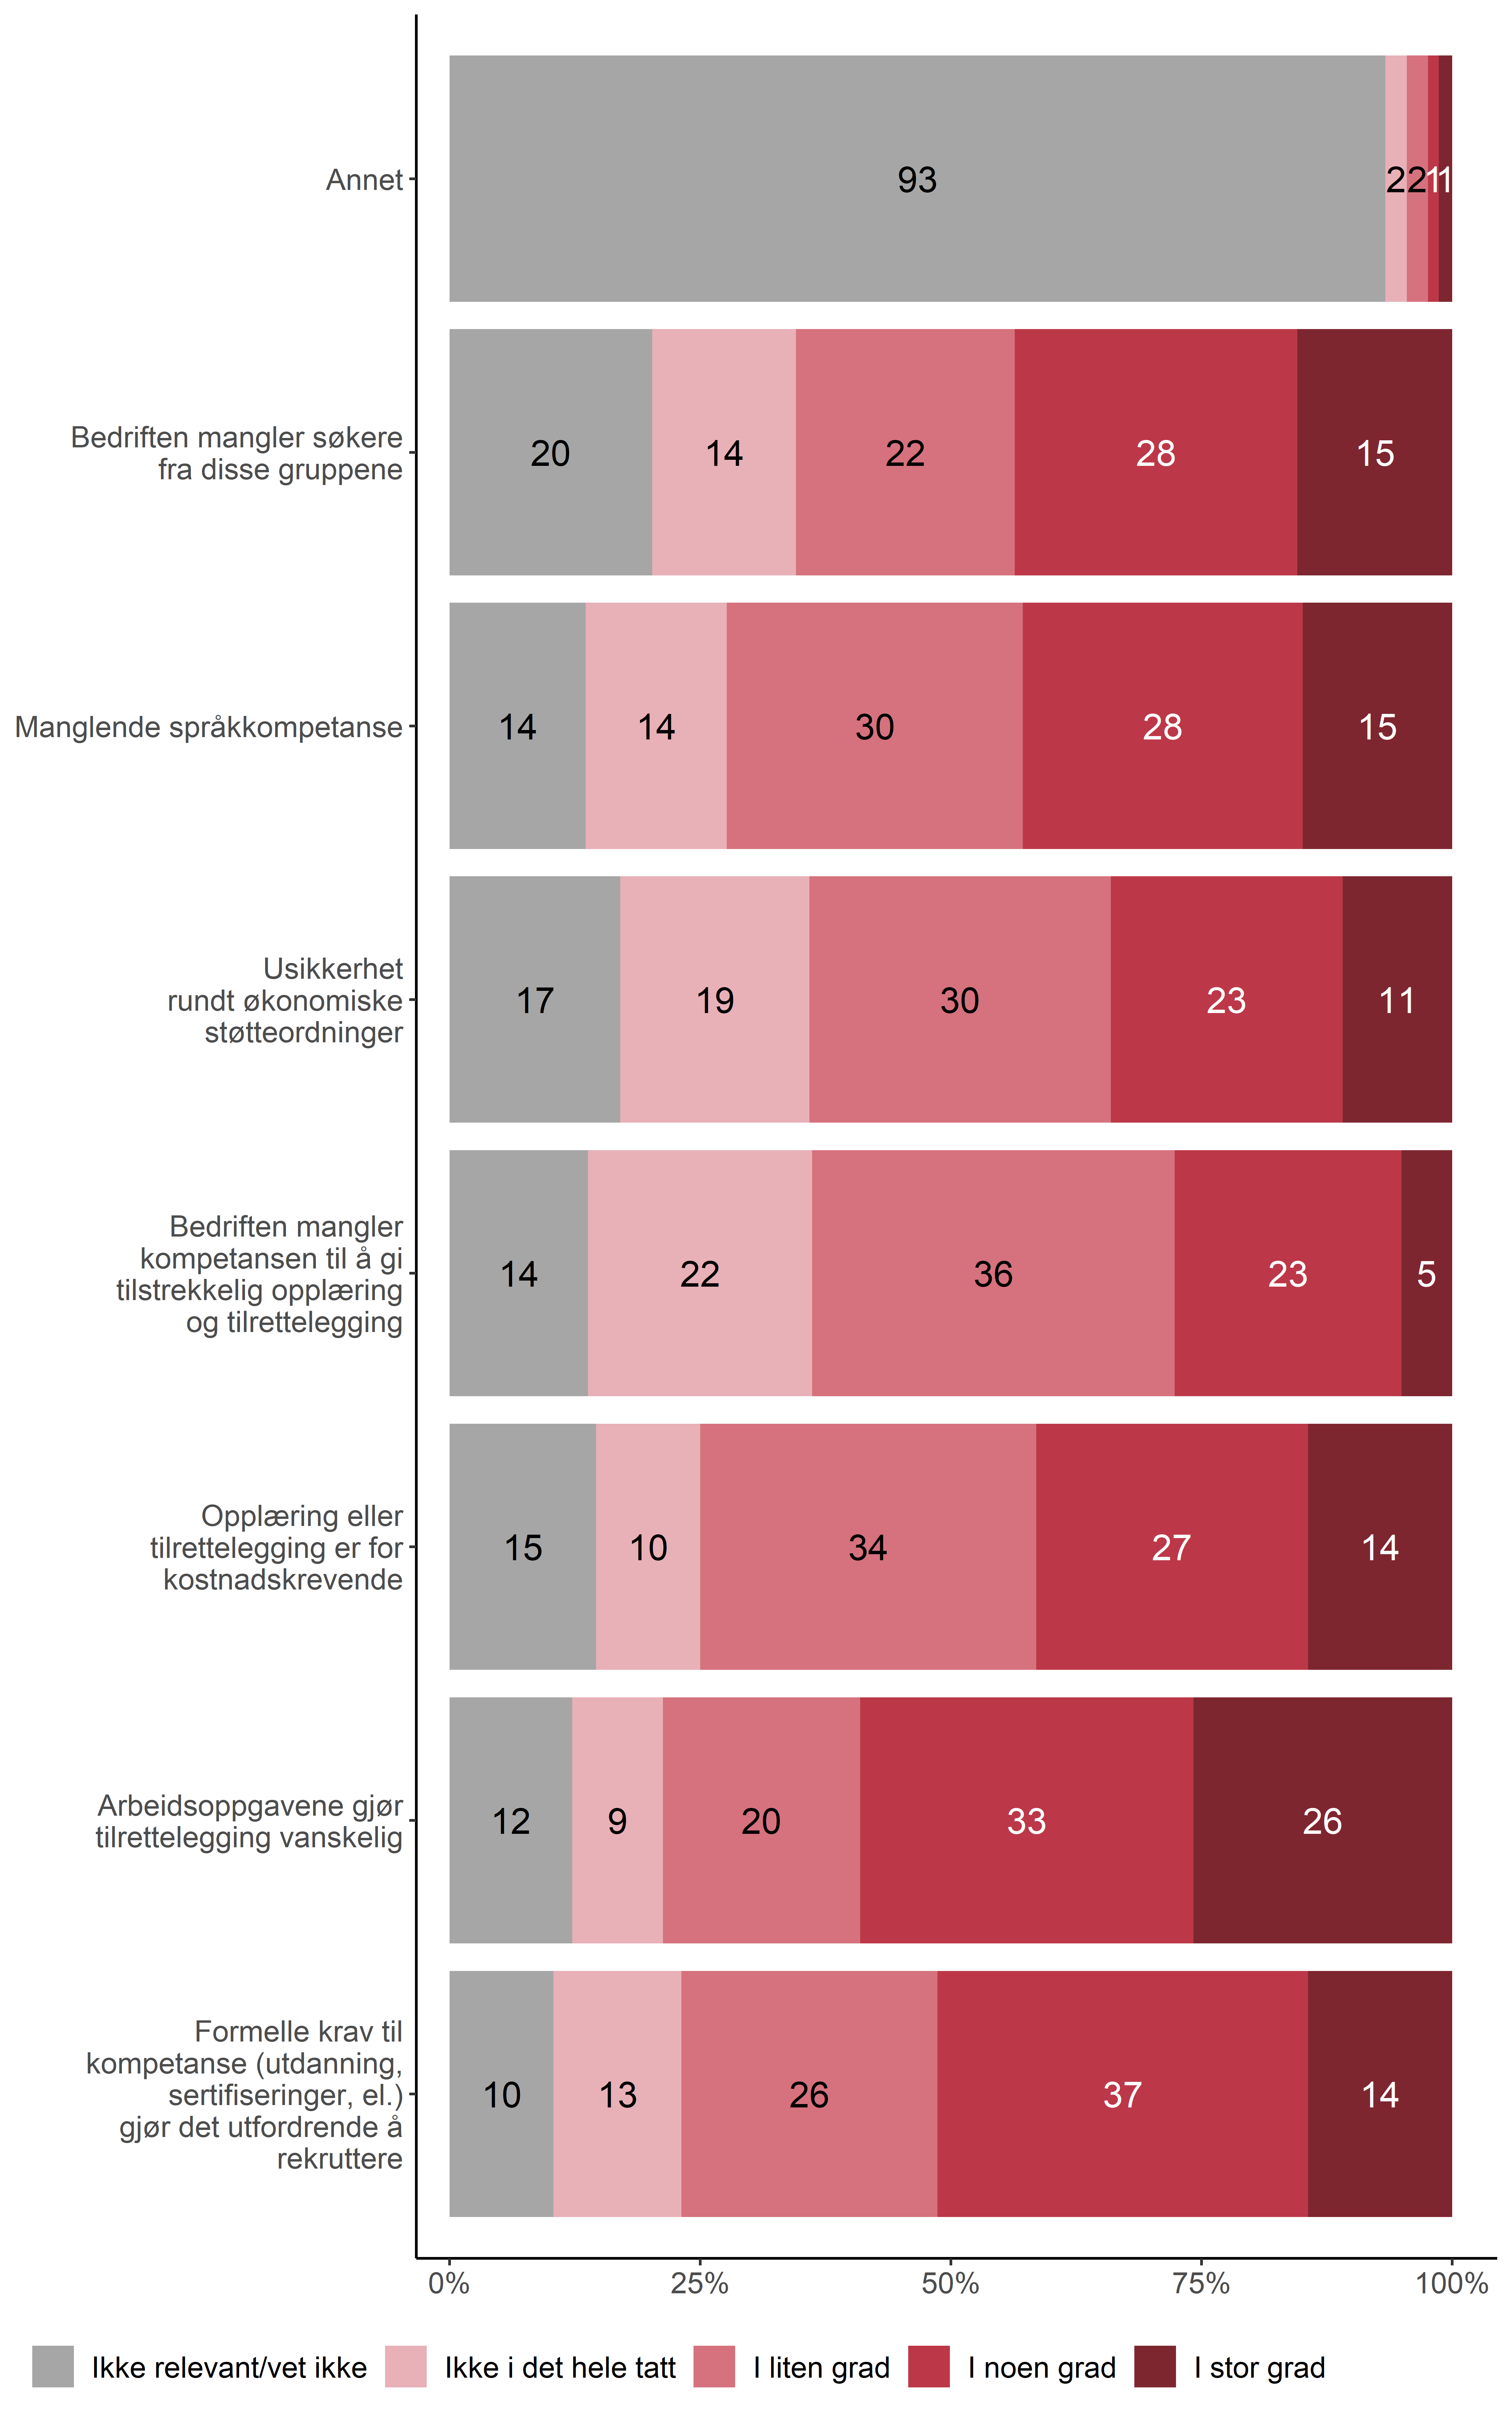 Annet
93
2
2
1
1
Bedriften mangler søkere
fra disse gruppene
20
14
22
28
15
Manglende språkkompetanse
14
14
30
28
15
Usikkerhet
rundt økonomiske
støtteordninger
17
19
30
23
11
Bedriften mangler
kompetansen til å gi
tilstrekkelig opplæring
og tilrettelegging
14
22
36
23
5
Opplæring eller
tilrettelegging er for
kostnadskrevende
15
10
34
27
14
Arbeidsoppgavene gjør
tilrettelegging vanskelig
12
9
20
33
26
Formelle krav til
kompetanse (utdanning,
sertifiseringer, el.)
gjør det utfordrende å
rekruttere
10
13
26
37
14
0%
25%
50%
75%
100%
Ikke relevant/vet ikke
Ikke i det hele tatt
I liten grad
I noen grad
I stor grad